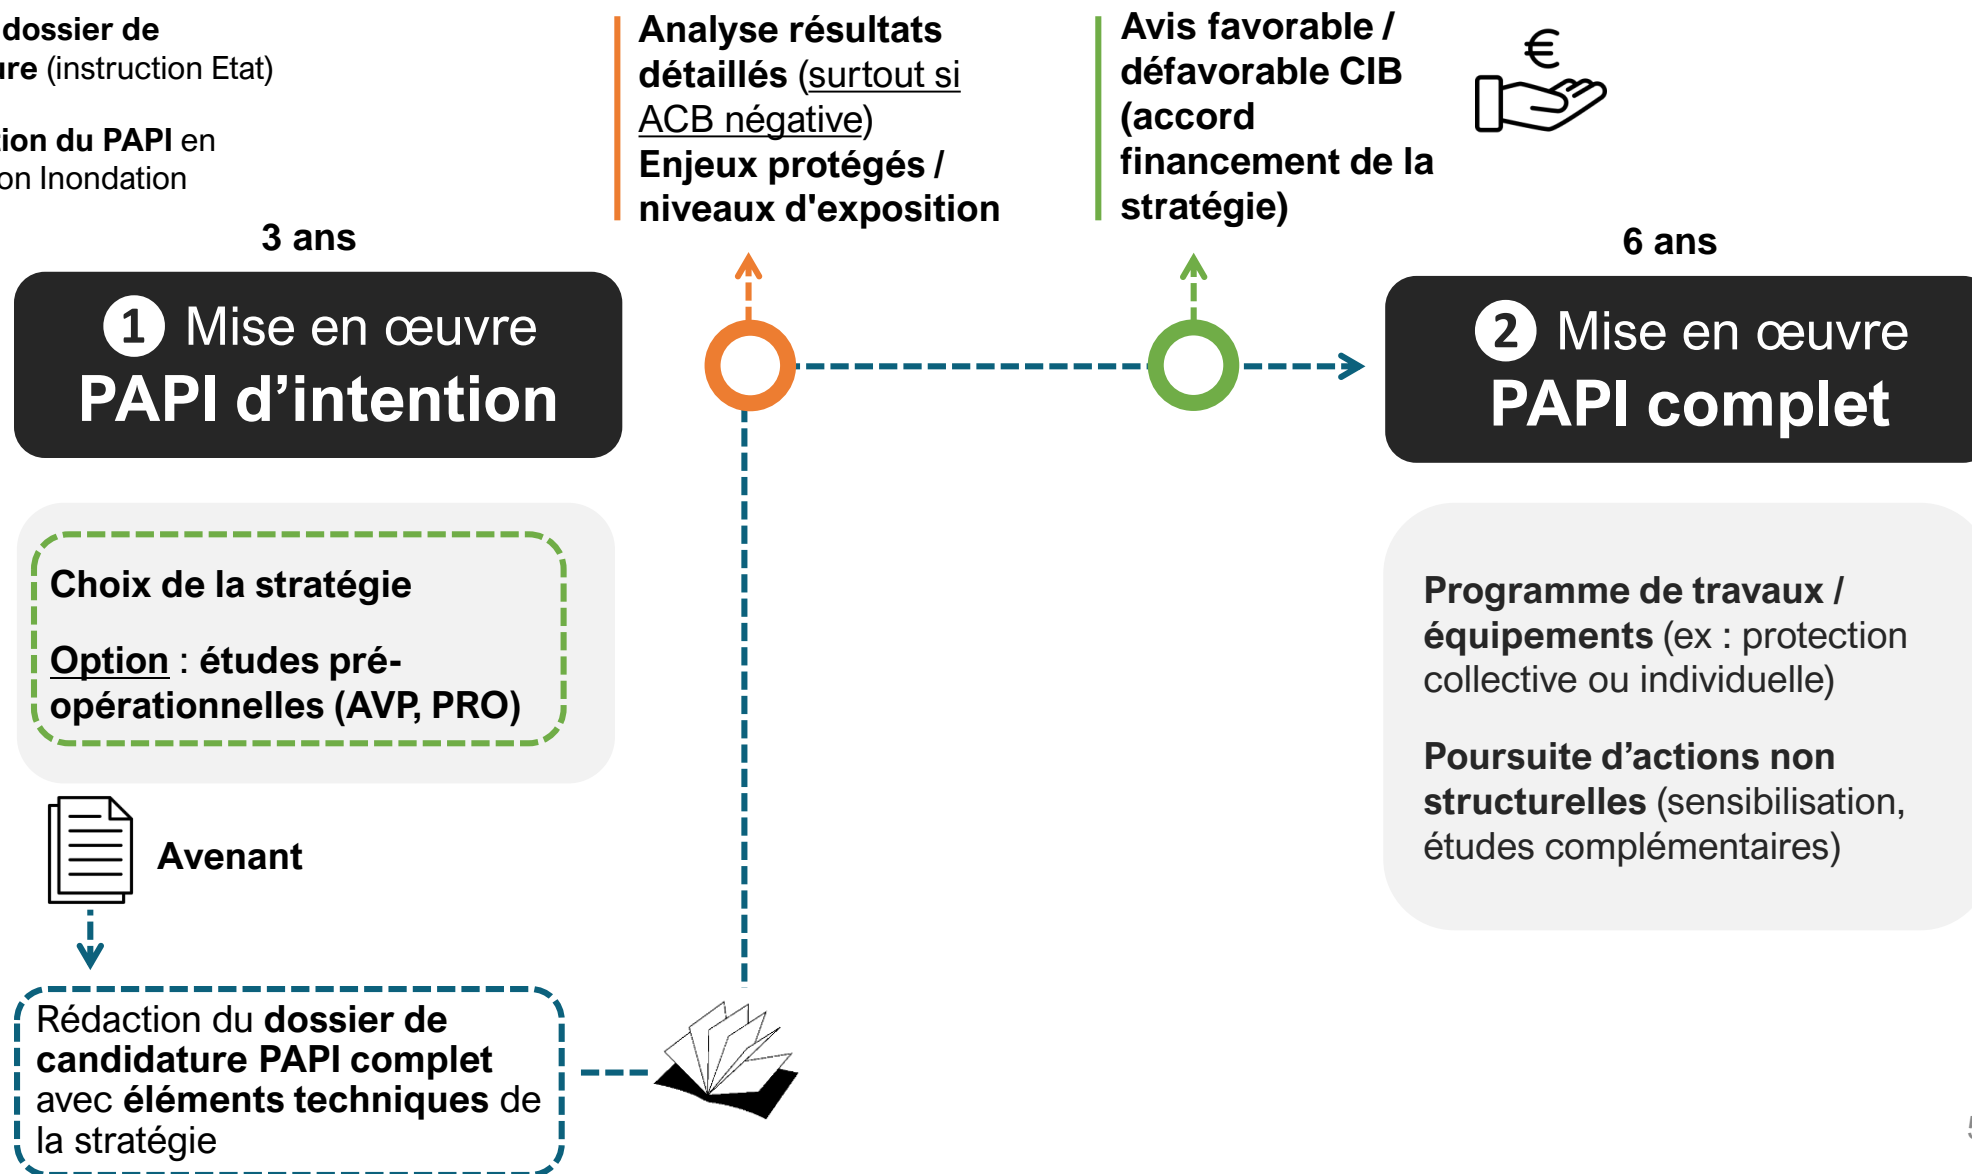 dossier de
ure (instruction Etat)
tion du PAPI en
on Inondation
Analyse résultats
détaillés (surtout si
ACB négative)
Enjeux protégés /
niveaux d'exposition
Avis favorable /
défavorable CIB
(accord
financement de la
stratégie)
€
3 ans
6 ans
1 Mise en œuvre
PAPI d’intention
2 Mise en œuvre
PAPI complet
Choix de la stratégie
Option : études pré-
opérationnelles (AVP, PRO)
Avenant
Rédaction du dossier de
candidature PAPI complet
avec éléments techniques de
la stratégie
Programme de travaux /
équipements (ex : protection
collective ou individuelle)
Poursuite d’actions non
structurelles (sensibilisation,
études complémentaires)